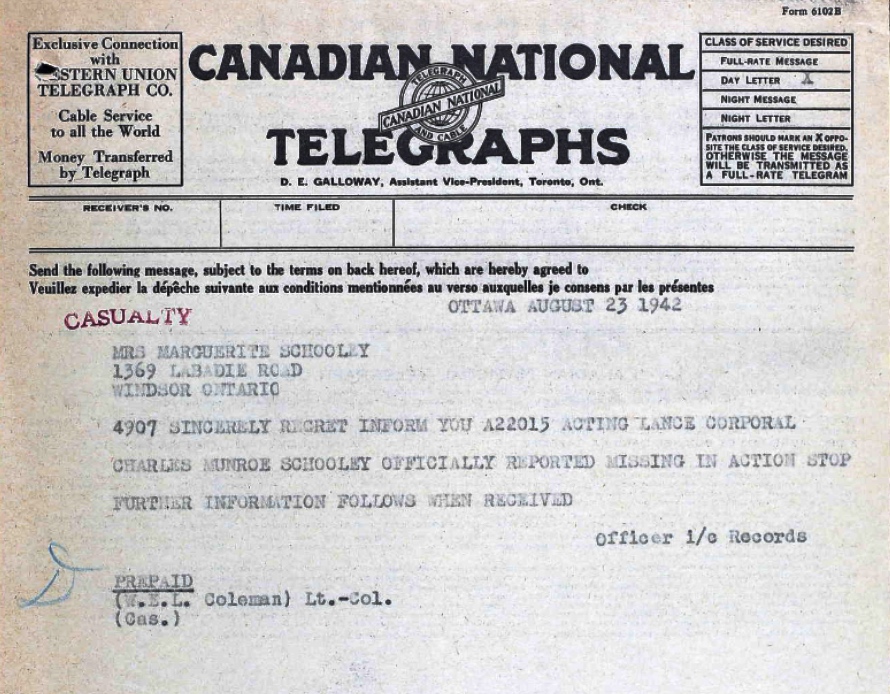 Form 6102B
Exclusive Connection
with
STERN UNION
TELEGRAPH CO.
Cable Service
to all the World
Money Transferred
by Telegraph
CANADIAN NATIONAL
TELEGRAPH
CANADIAN NATIONAL
AND CABLE
TELEGRAPHS
D. E. GALLOWAY, Assistant Vice-President, Toronto, Ont.
CLASS OF SERVICE DESIRED
FULL-RATE MESSAGE
DAY LETTER X
NIGHT MESSAGE
NIGHT LETTER
PATRONS SHOULD MARK AN X OPPO-
SITE THE CLASS OF SERVICE DESIRED.
OTHERWISE THE MESSAGE
WILL BE TRANSMITTED AS
A FULL-RATE TELEGRAM
RECEIVER'S NO. TIME FILED CHECK
Send the following message, subject to the terms on back hereof, which are hereby agreed to
Veuillez expedier la dépêche suivante aux conditions mentionnées au verso auxquelles je consens par les présentes
OTTAWA AUGUST 23 1942
CASUALTY
MRS MARGUERITE SCHOOLEY
1369 LABADIE ROAD
WINDSOR ONTARIO
4907 SINCERELY REGRET INFORM YOU A22015 ACTING LANCE CORPORAL
CHARLES MUNROE SCHOOLEY OFFICIALLY REPORTED MISSING IN ACTION STOP
FURTHER INFORMATION FOLLOWS WHEN RECEIVED
Officer i/c Records
D
PREPAID
(W.E.L. Coleman) Lt.-Col.
(Cas.)